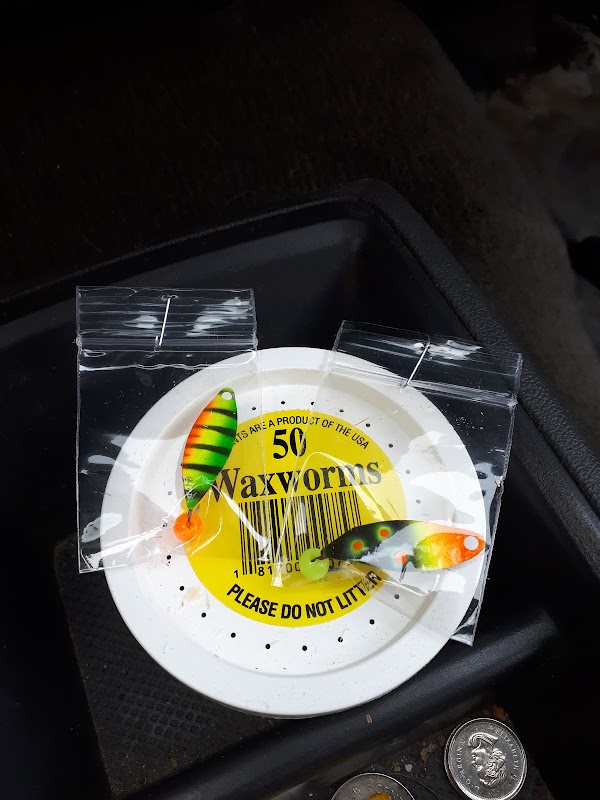 50
Waxworms
PLEASE DO NOT LITTER
ARE A PRODUCT OF THE USA